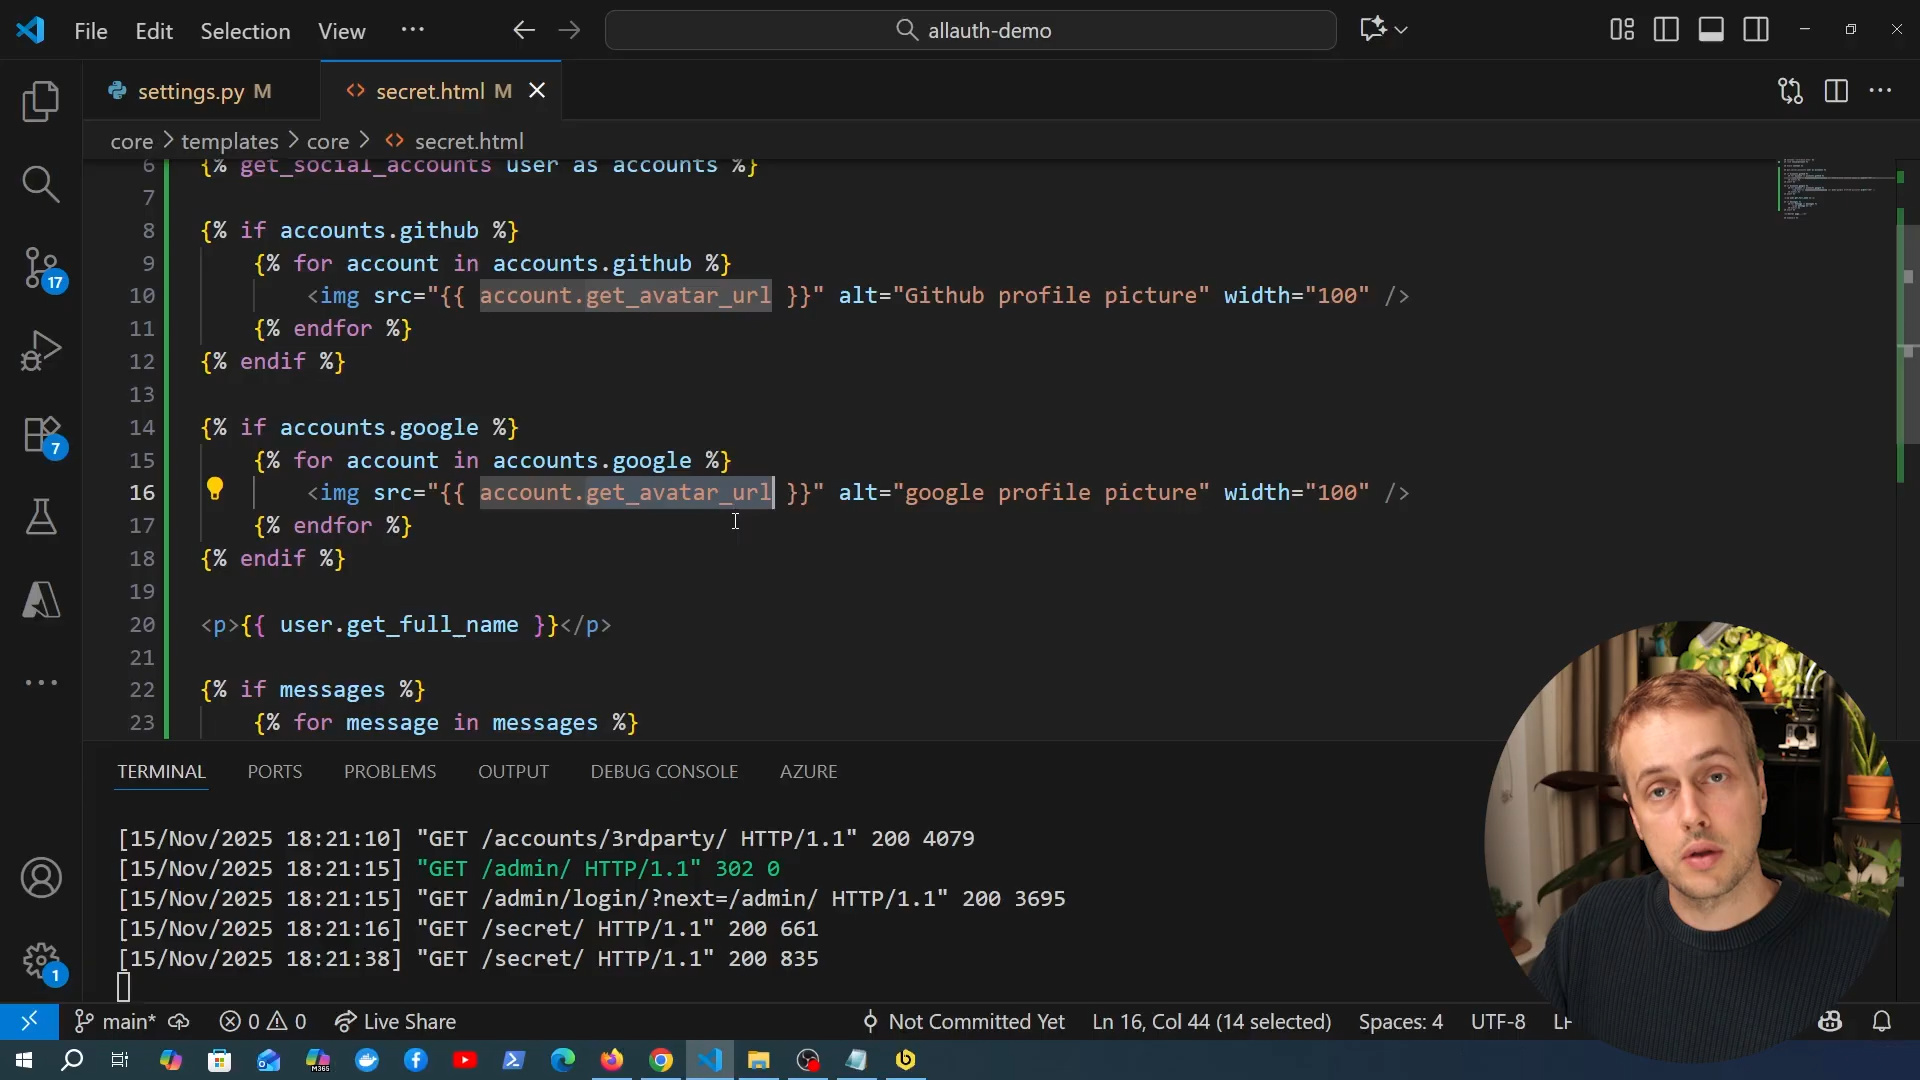 File Edit Selection View ··· allauth-demo
settings.py M secret.html M
core > templates > core > secret.html
6 {% get_social_accounts user as accounts %}
7
8 {% if accounts.github %}
9 {% for account in accounts.github %}
10 <img src="{{ account.get_avatar_url }}" alt="Github profile picture" width="100" />
11 {% endfor %}
12 {% endif %}
13
14 {% if accounts.google %}
15 {% for account in accounts.google %}
16 <img src="{{ account.get_avatar_url }}" alt="google profile picture" width="100" />
17 {% endfor %}
18 {% endif %}
19
20 <p>{{ user.get_full_name }}</p>
21
22 {% if messages %}
23 {% for message in messages %}
17
7
1
TERMINAL PORTS PROBLEMS OUTPUT DEBUG CONSOLE AZURE
[15/Nov/2025 18:21:10] "GET /accounts/3rdparty/ HTTP/1.1" 200 4079
[15/Nov/2025 18:21:15] "GET /admin/ HTTP/1.1" 302 0
[15/Nov/2025 18:21:15] "GET /admin/login/?next=/admin/ HTTP/1.1" 200 3695
[15/Nov/2025 18:21:16] "GET /secret/ HTTP/1.1" 200 661
[15/Nov/2025 18:21:38] "GET /secret/ HTTP/1.1" 200 835
main* 0 0 Live Share Not Committed Yet Ln 16, Col 44 (14 selected) Spaces: 4 UTF-8 LF
M365